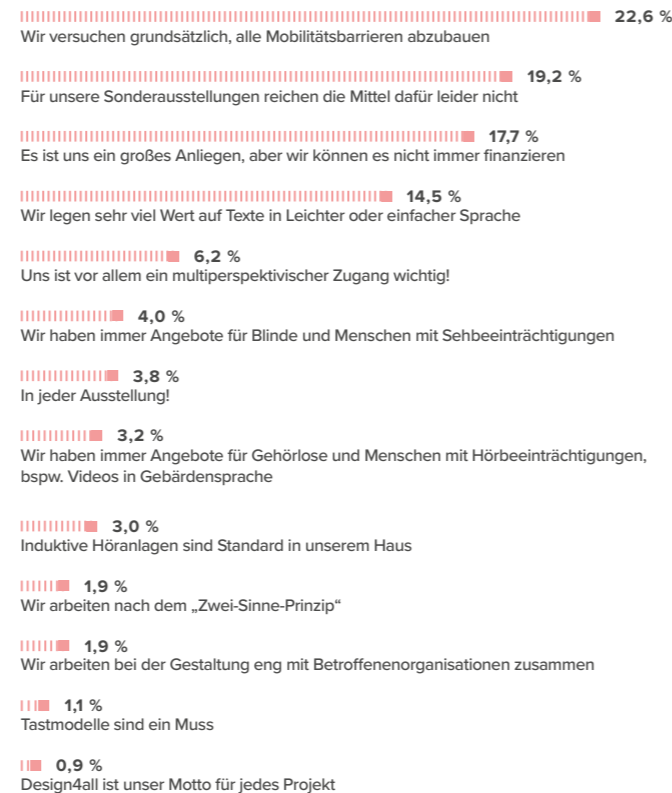 22,6 %
Wir versuchen grundsätzlich, alle Mobilitätsbarrieren abzubauen
19,2 %
Für unsere Sonderausstellungen reichen die Mittel dafür leider nicht
17,7 %
Es ist uns ein großes Anliegen, aber wir können es nicht immer finanzieren
14,5 %
Wir legen sehr viel Wert auf Texte in Leichter oder einfacher Sprache
6,2 %
Uns ist vor allem ein multiperspektivischer Zugang wichtig!
4,0 %
Wir haben immer Angebote für Blinde und Menschen mit Sehbeeinträchtigungen
3,8 %
In jeder Ausstellung!
3,2 %
Wir haben immer Angebote für Gehörlose und Menschen mit Hörbeeinträchtigungen,
bspw. Videos in Gebärdensprache
3,0 %
Induktive Höranlagen sind Standard in unserem Haus
1,9 %
Wir arbeiten nach dem „Zwei-Sinne-Prinzip“
1,9 %
Wir arbeiten bei der Gestaltung eng mit Betroffenenorganisationen zusammen
1,1 %
Tastmodelle sind ein Muss
0,9 %
Design4all ist unser Motto für jedes Projekt